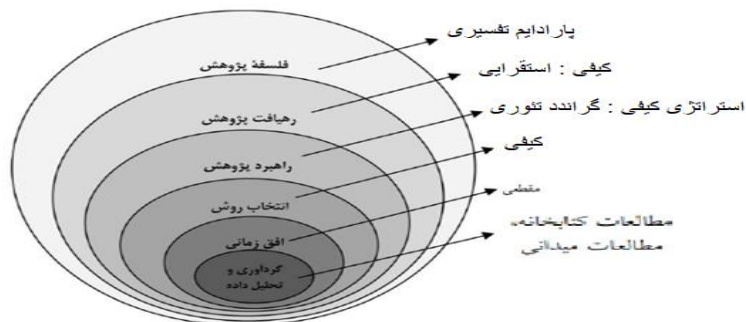 پارادایم تفسیری
فلسفهٔ پژوهش
کیفی : استقرایی
رهیافت پژوهش
استراتژی کیفی : گراندد تئوری
راهبرد پژوهش
کیفی
انتخاب روش
مقطعی
افق زمانی
مطالعات کتابخانه،
مطالعات میدانی
گردآوری و
تحلیل داده